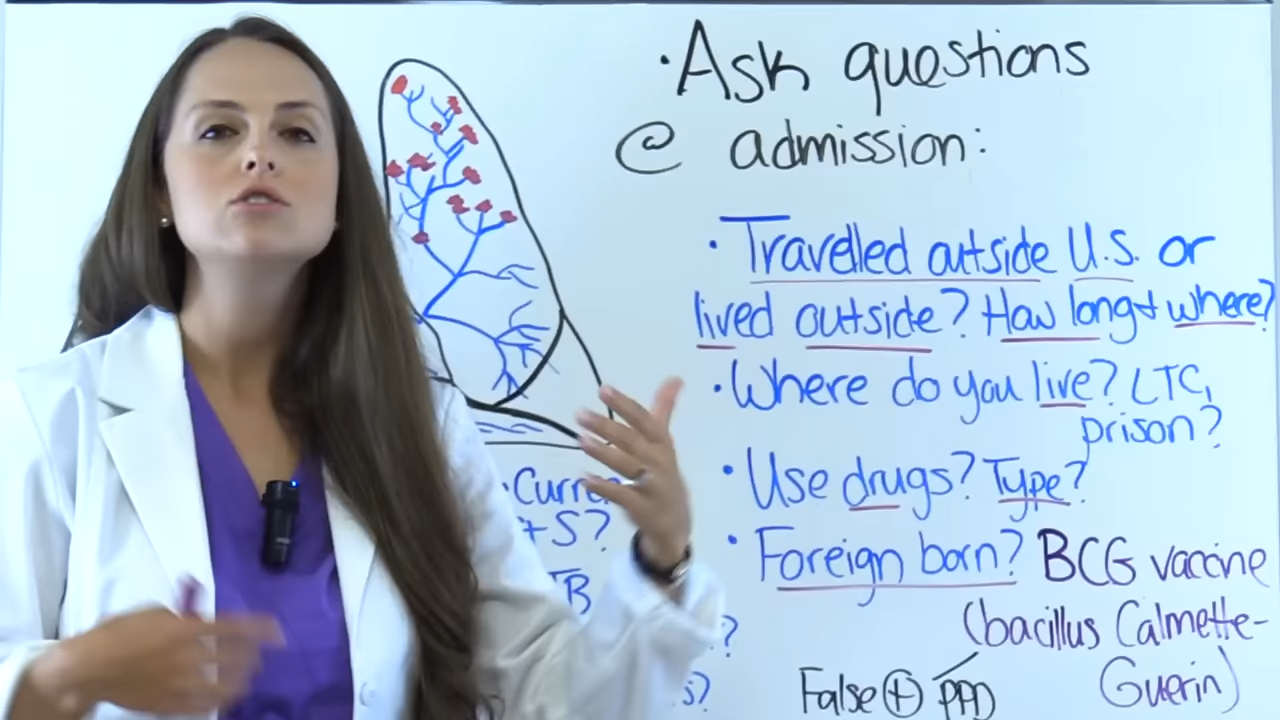 ·Ask questions
@ admission:
· Travelled outside U.S. or
lived outside? How long + where?
· Where do you live? LTC,
prison?
· Use drugs? Type?
· Foreign born? BCG vaccine
(bacillus Calmette-
Guerin)
False (+) PPD
+ S?
TB
?
s?